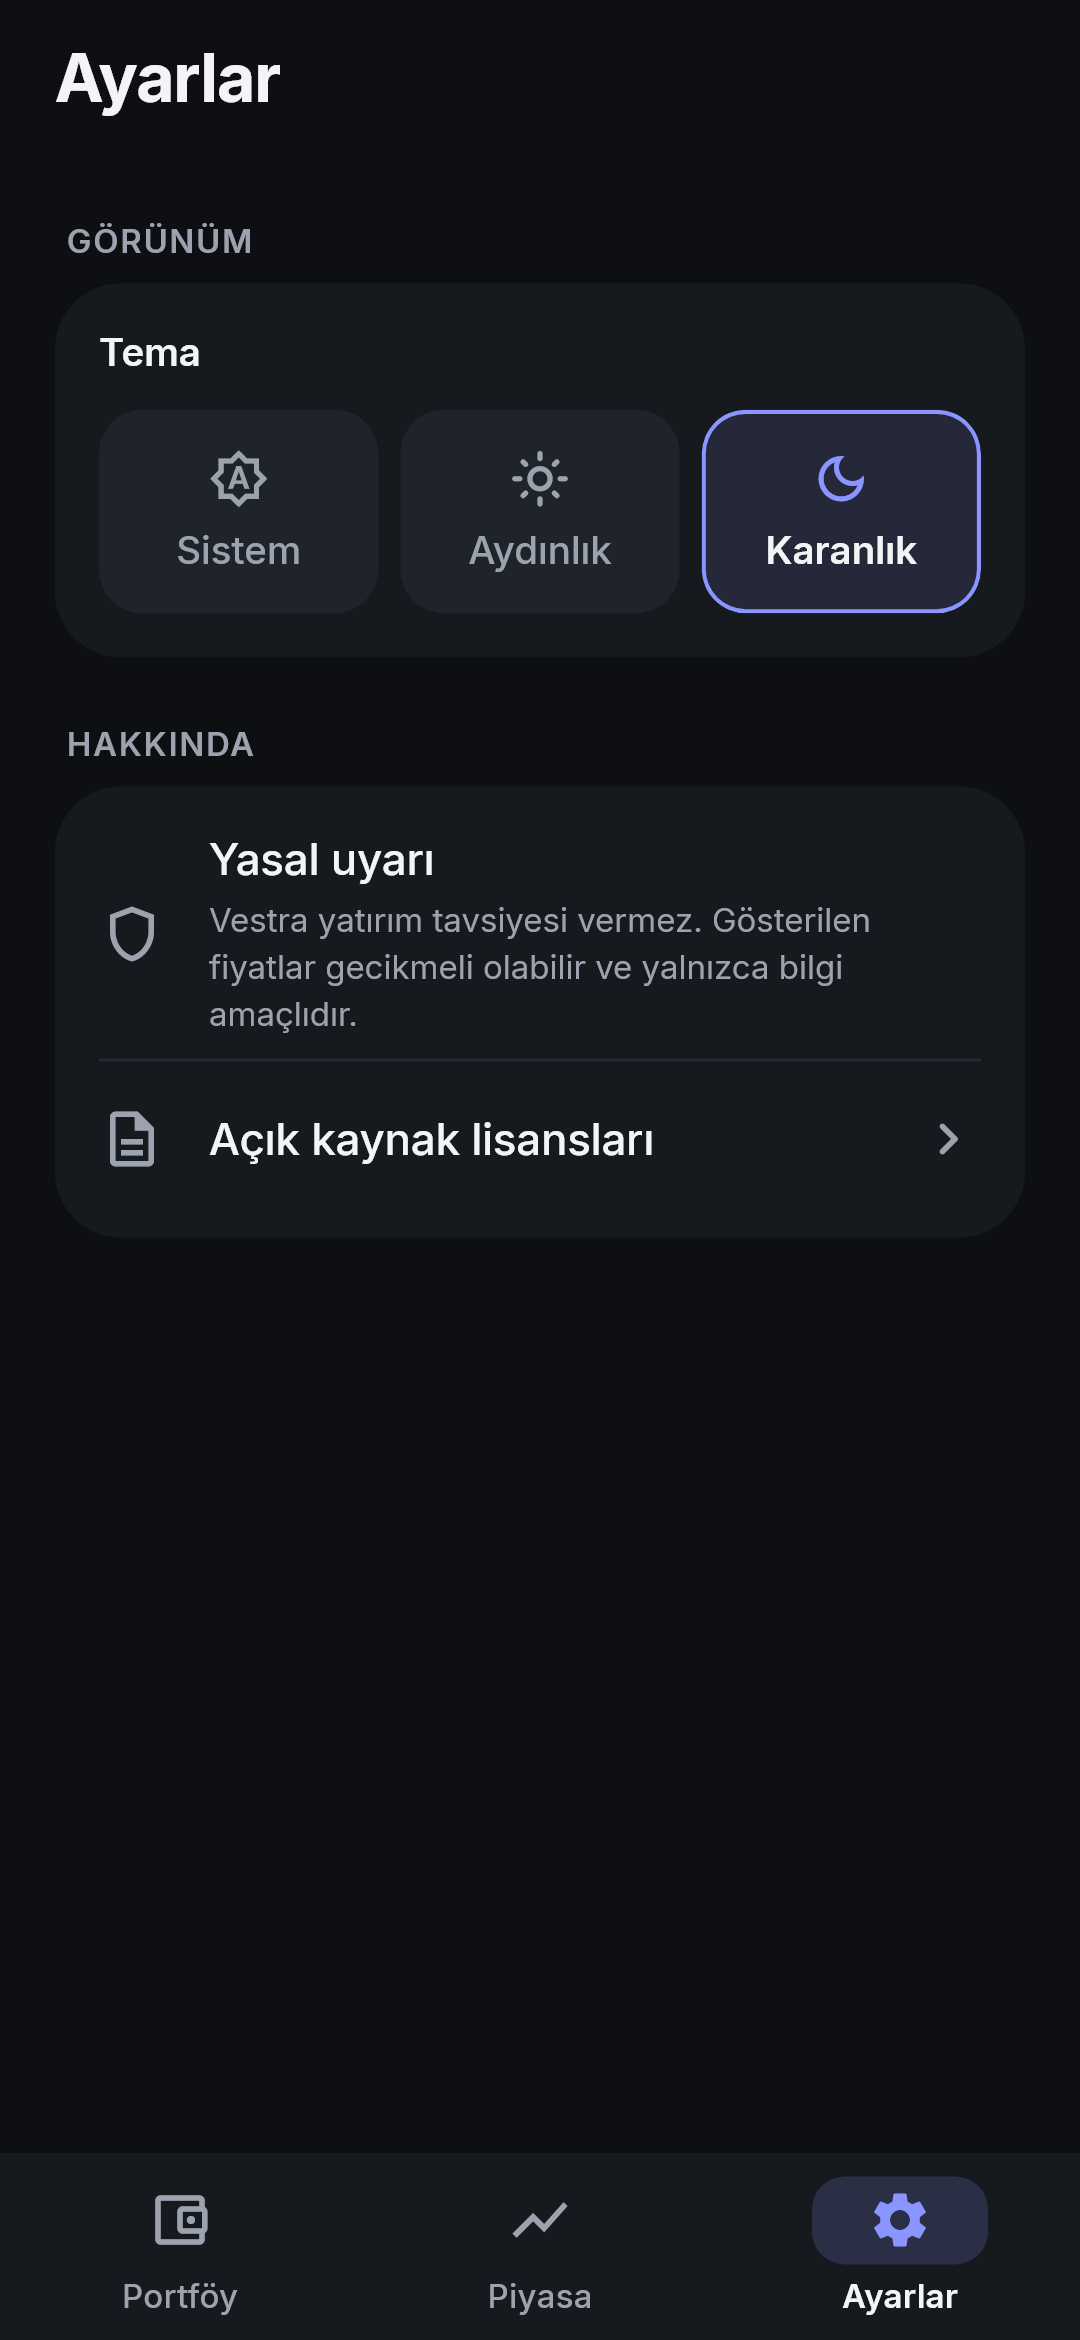 Ayarlar
GÖRÜNÜM
Tema
A
Sistem
Aydınlık
Karanlık
HAKKINDA
Yasal uyarı
Vestra yatırım tavsiyesi vermez. Gösterilen
fiyatlar gecikmeli olabilir ve yalnızca bilgi
amaçlıdır.
Açık kaynak lisansları
Portföy
Piyasa
Ayarlar